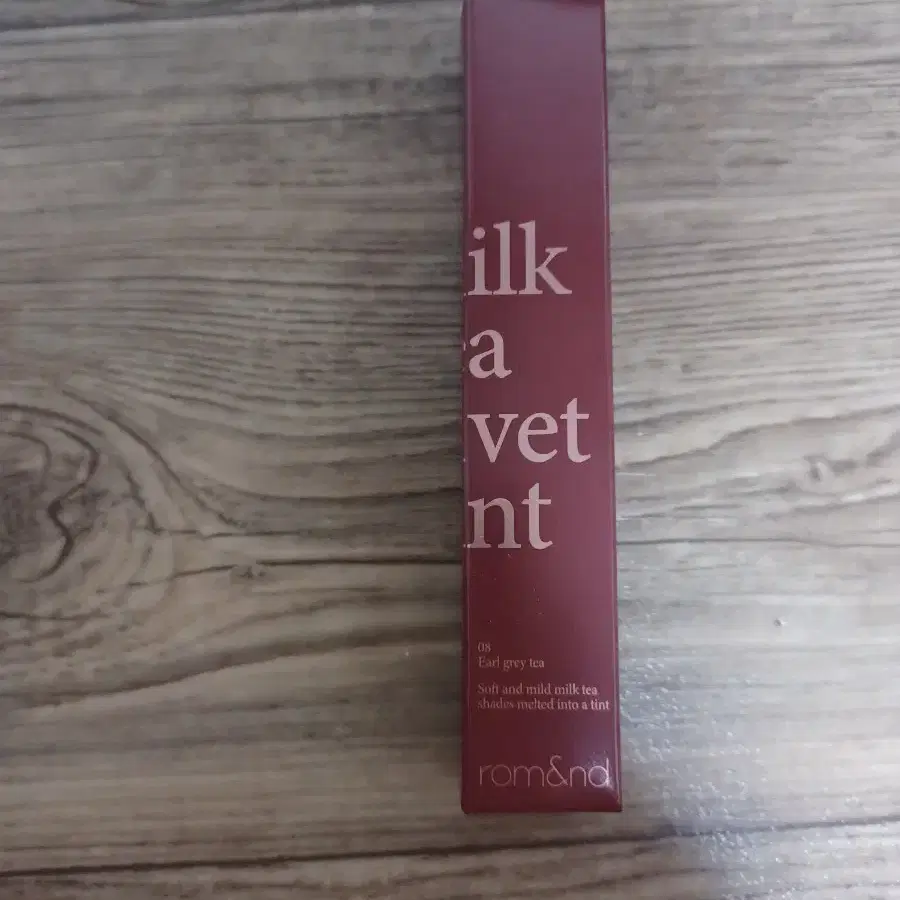 ilk
a
vet
nt
08
Earl grey tea
Soft and mild milk tea
shades melted into a tint
rom&nd